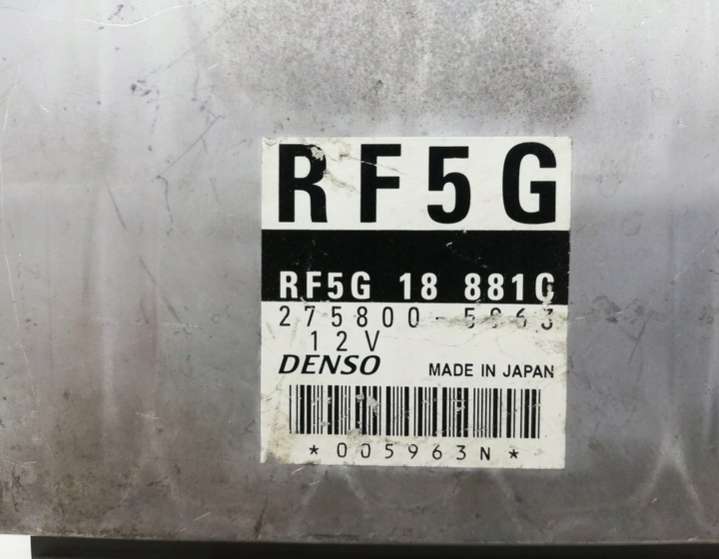 RF5G
RF5G 18 881C
275800-5963
12V
DENSO MADE IN JAPAN
*005963N*